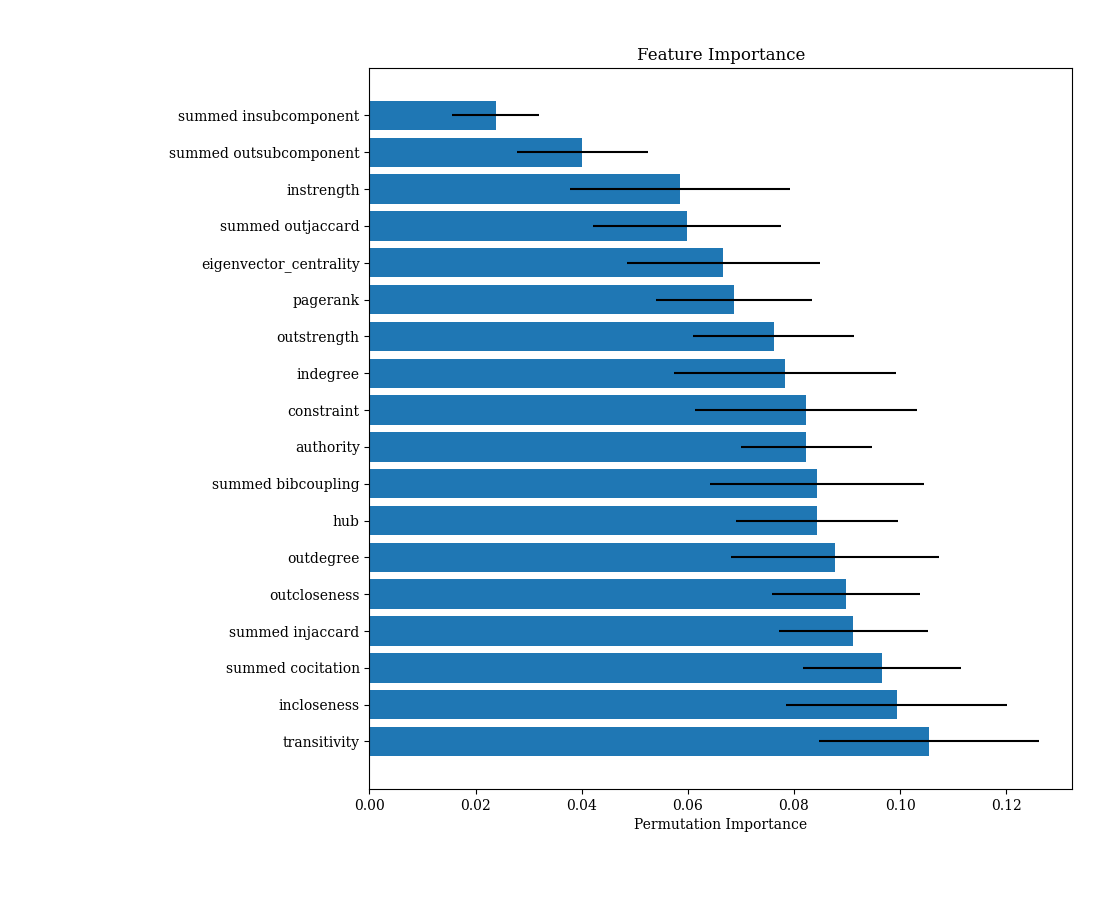 Feature Importance
summed insubcomponent
summed outsubcomponent
instrength
summed outjaccard
eigenvector_centrality
pagerank
outstrength
indegree
constraint
authority
summed bibcoupling
hub
outdegree
outcloseness
summed injaccard
summed cocitation
incloseness
transitivity
0.00 0.02 0.04 0.06 0.08 0.10 0.12
Permutation Importance